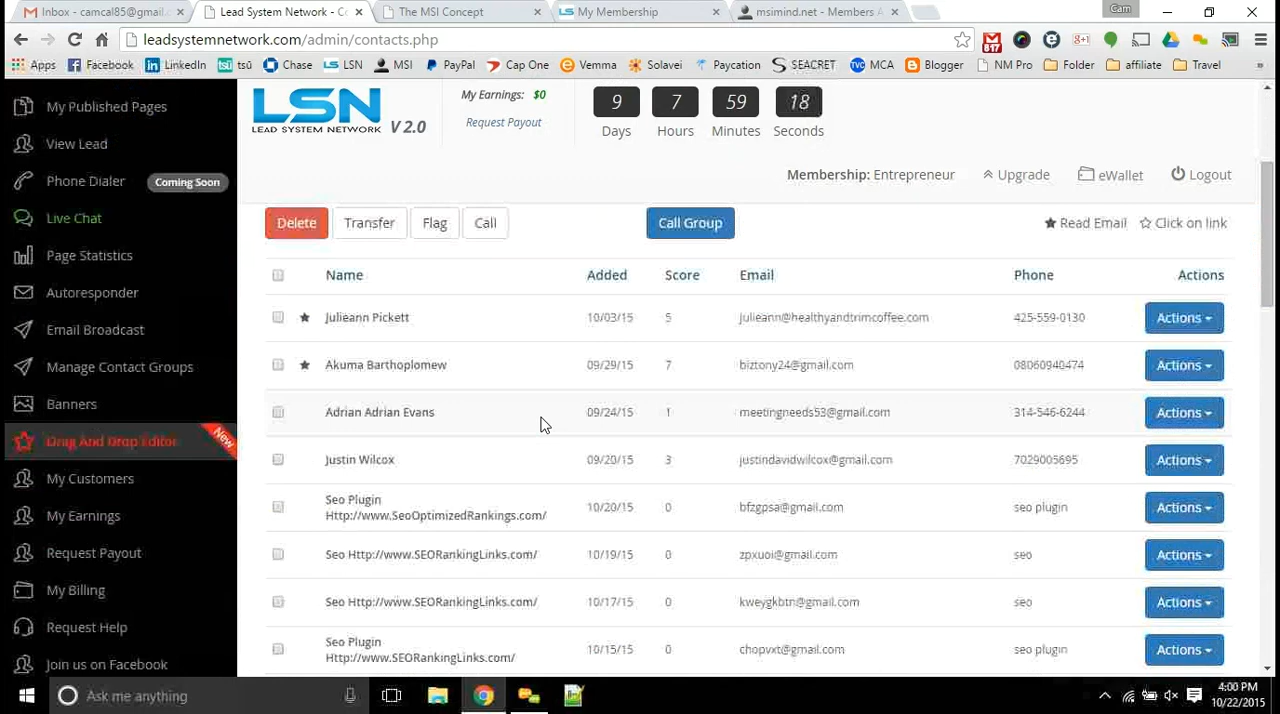 Inbox - camcal85@gmail.
Lead System Network - C
The MSI Concept
My Membership
msimind.net - Members A
Cam
leadsystemnetwork.com/admin/contacts.php
817
Apps Facebook LinkedIn tsū Chase LSN MSI PayPal Cap One Vemma Solavei Paycation SEACRET MCA Blogger NM Pro Folder affiliate Travel
My Published Pages
View Lead
Phone Dialer Coming Soon
Live Chat
Page Statistics
Autoresponder
Email Broadcast
Manage Contact Groups
Banners
Drag And Drop Editor New
My Customers
My Earnings
Request Payout
My Billing
Request Help
Join us on Facebook
LSN
LEAD SYSTEM NETWORK V 2.0
My Earnings: $0
Request Payout
9 7 59 18
Days Hours Minutes Seconds
Membership: Entrepreneur Upgrade eWallet Logout
Delete Transfer Flag Call Call Group Read Email Click on link
Name Added Score Email Phone Actions
Julieann Pickett 10/03/15 5 julieann@healthyandtrimcoffee.com 425-559-0130 Actions
Akuma Barthoplomew 09/29/15 7 biztony24@gmail.com 08060940474 Actions
Adrian Adrian Evans 09/24/15 1 meetingneeds53@gmail.com 314-546-6244 Actions
Justin Wilcox 09/20/15 3 justindavidwilcox@gmail.com 7029005695 Actions
Seo Plugin
Http://www.SeoOptimizedRankings.com/ 10/20/15 0 bfzgpsa@gmail.com seo plugin Actions
Seo Http://www.SEORankingLinks.com/ 10/19/15 0 zpxuoi@gmail.com seo Actions
Seo Http://www.SEORankingLinks.com/ 10/17/15 0 kweygkbtn@gmail.com seo Actions
Seo Plugin
Http://www.SEORankingLinks.com/ 10/15/15 0 chopvxt@gmail.com seo plugin Actions
Ask me anything
4:00 PM
10/22/2015